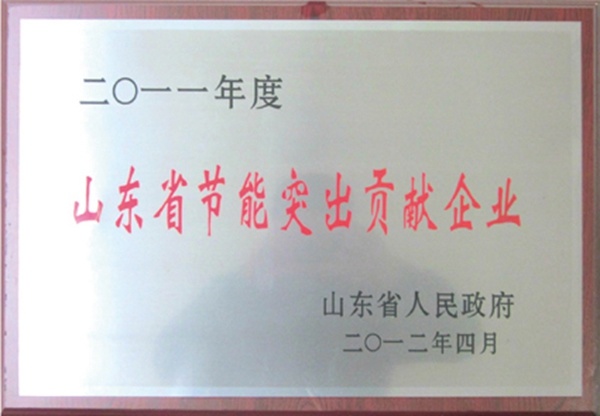 二〇一一年度
山东省节能突出贡献企业
山东省人民政府
二〇一二年四月